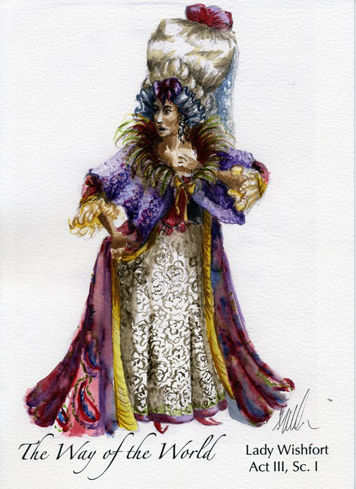 The Way of the World
Lady Wishfort
Act III, Sc. I